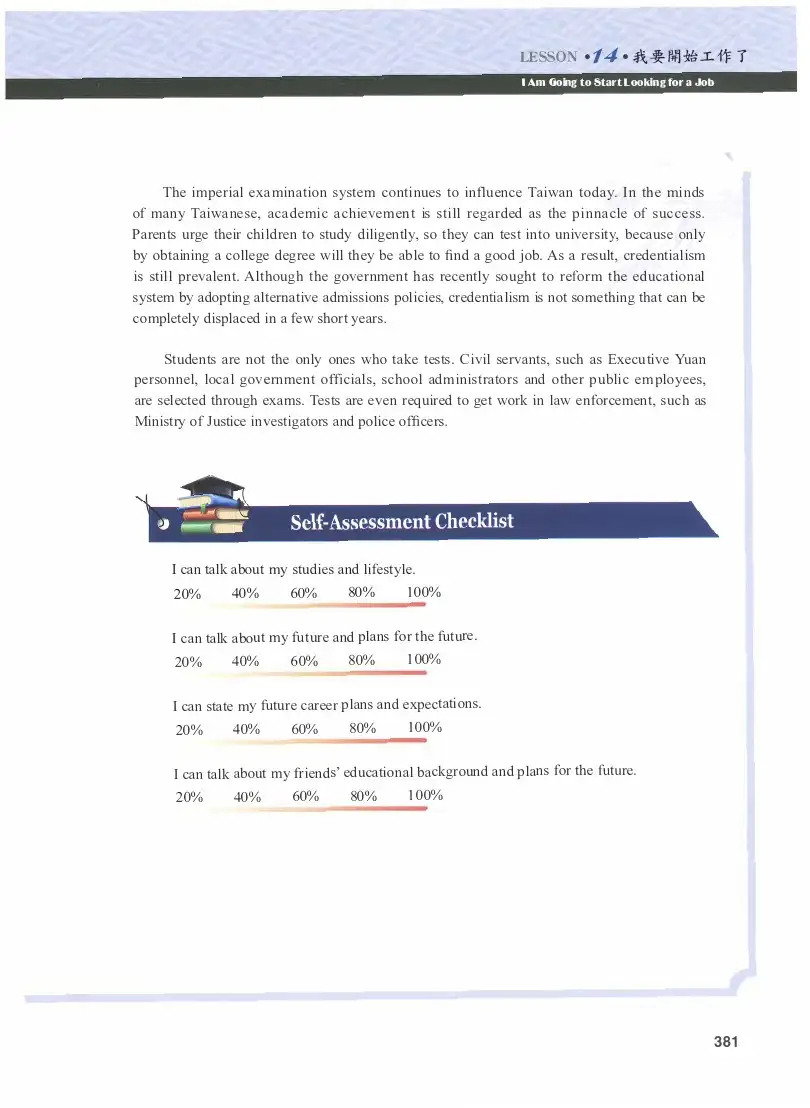 LESSON •14• 我要開始工作了
I Am Going to Start Looking for a Job
The imperial examination system continues to influence Taiwan today. In the minds
of many Taiwanese, academic achievement is still regarded as the pinnacle of success.
Parents urge their children to study diligently, so they can test into university, because only
by obtaining a college degree will they be able to find a good job. As a result, credentialism
is still prevalent. Although the government has recently sought to reform the educational
system by adopting alternative admissions policies, credentialism is not something that can be
completely displaced in a few short years.
Students are not the only ones who take tests. Civil servants, such as Executive Yuan
personnel, local government officials, school administrators and other public employees,
are selected through exams. Tests are even required to get work in law enforcement, such as
Ministry of Justice investigators and police officers.
Self-Assessment Checklist
I can talk about my studies and lifestyle.
20% 40% 60% 80% 100%
I can talk about my future and plans for the future.
20% 40% 60% 80% 100%
I can state my future career plans and expectations.
20% 40% 60% 80% 100%
I can talk about my friends’ educational background and plans for the future.
20% 40% 60% 80% 100%
381